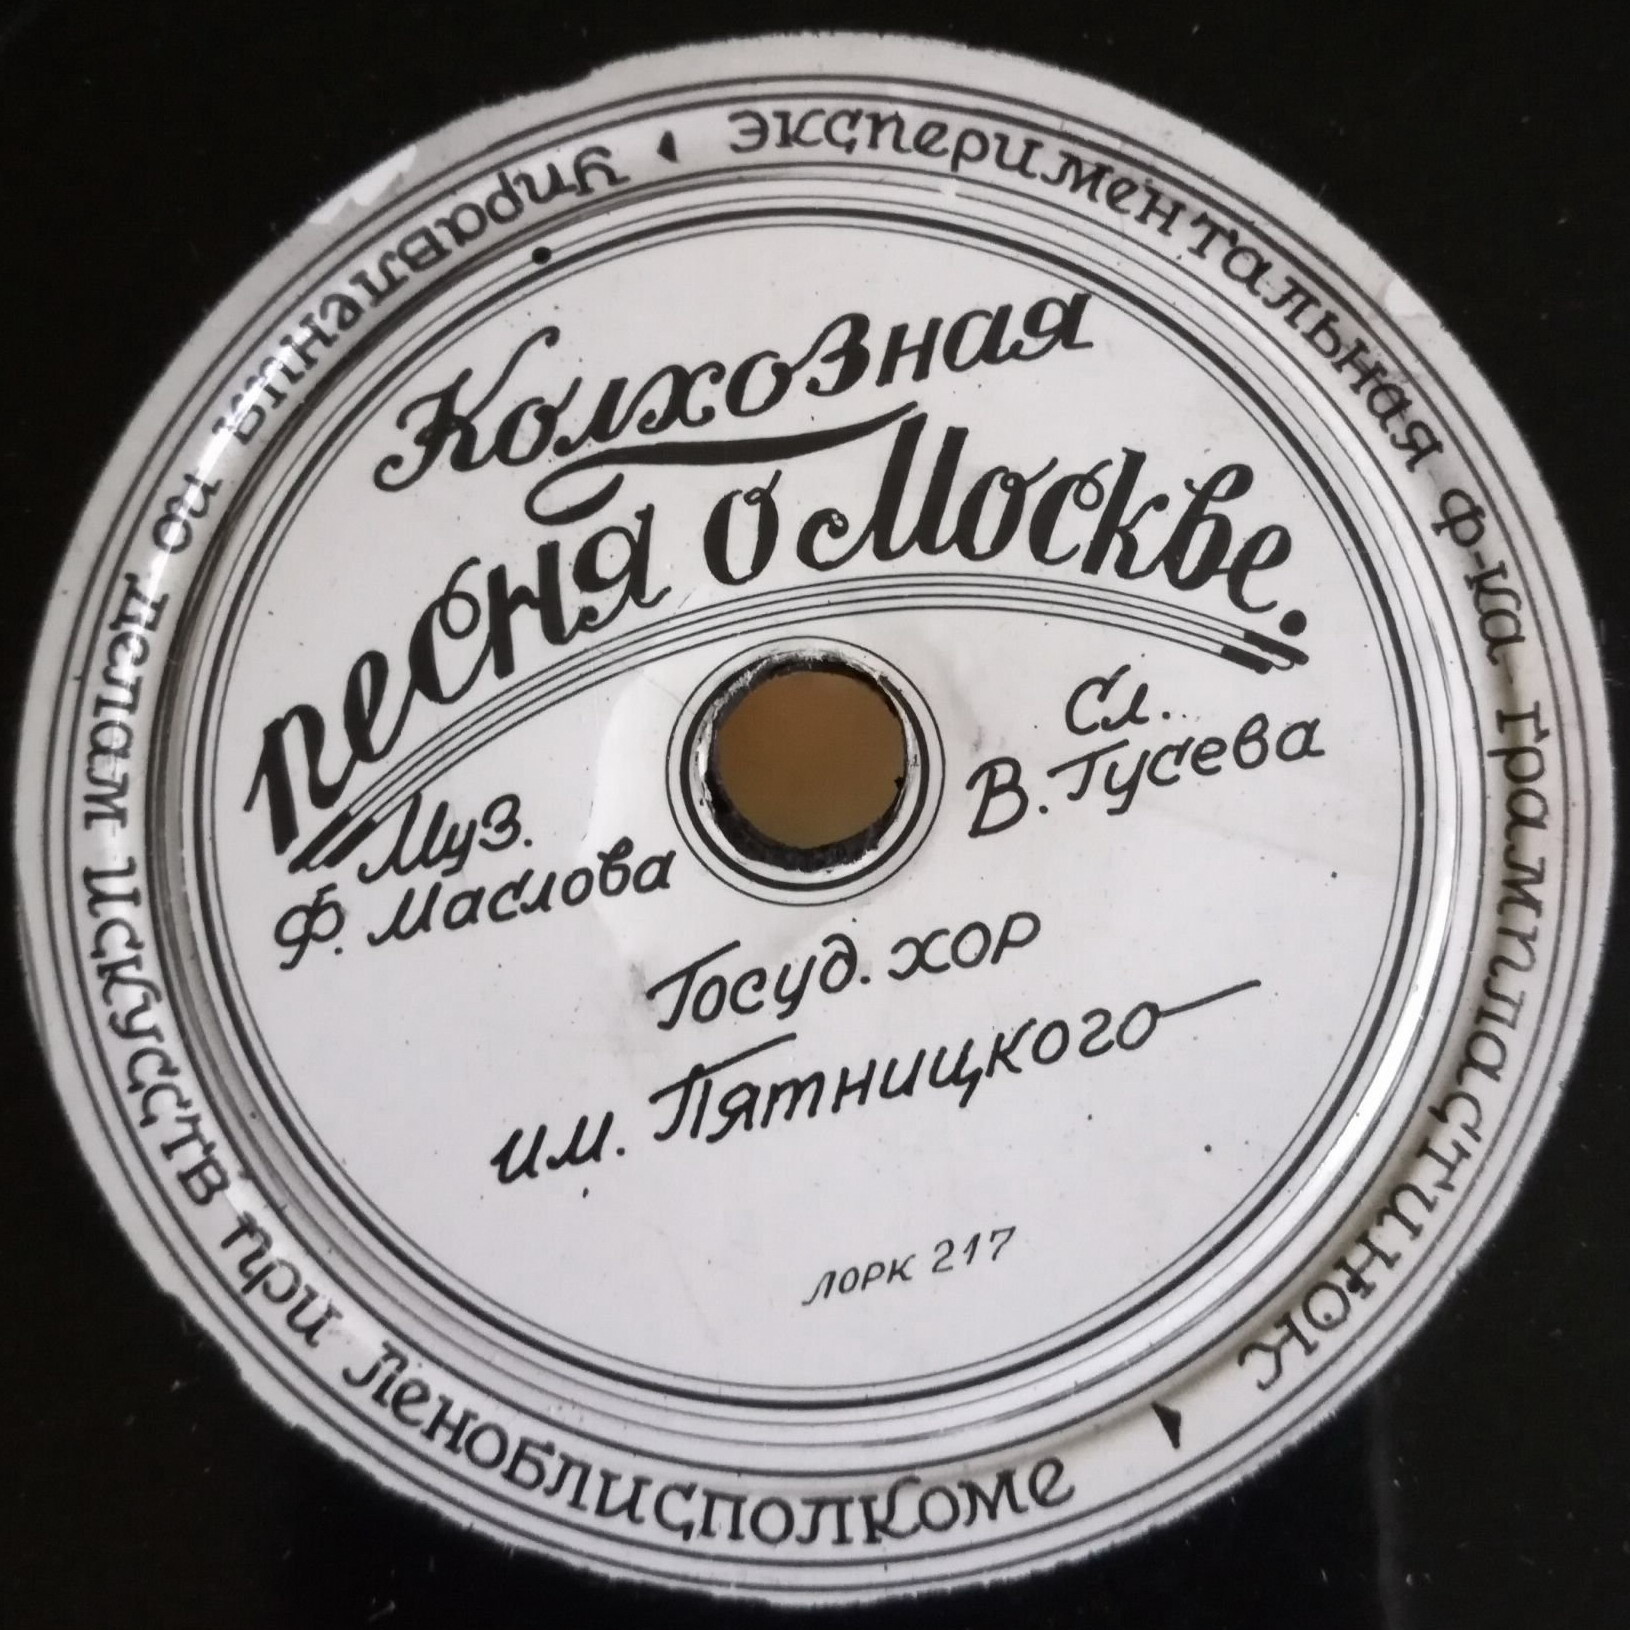 Экспериментальная ф-ка Грампластинок
Управления по делам Искусств при Леноблисполкоме
Колхозная
песня о Москве.
Муз.
Ф. Маслова
Сл.
В. Гусева
Госуд. хор
им. Пятницкого
ЛОРК 217